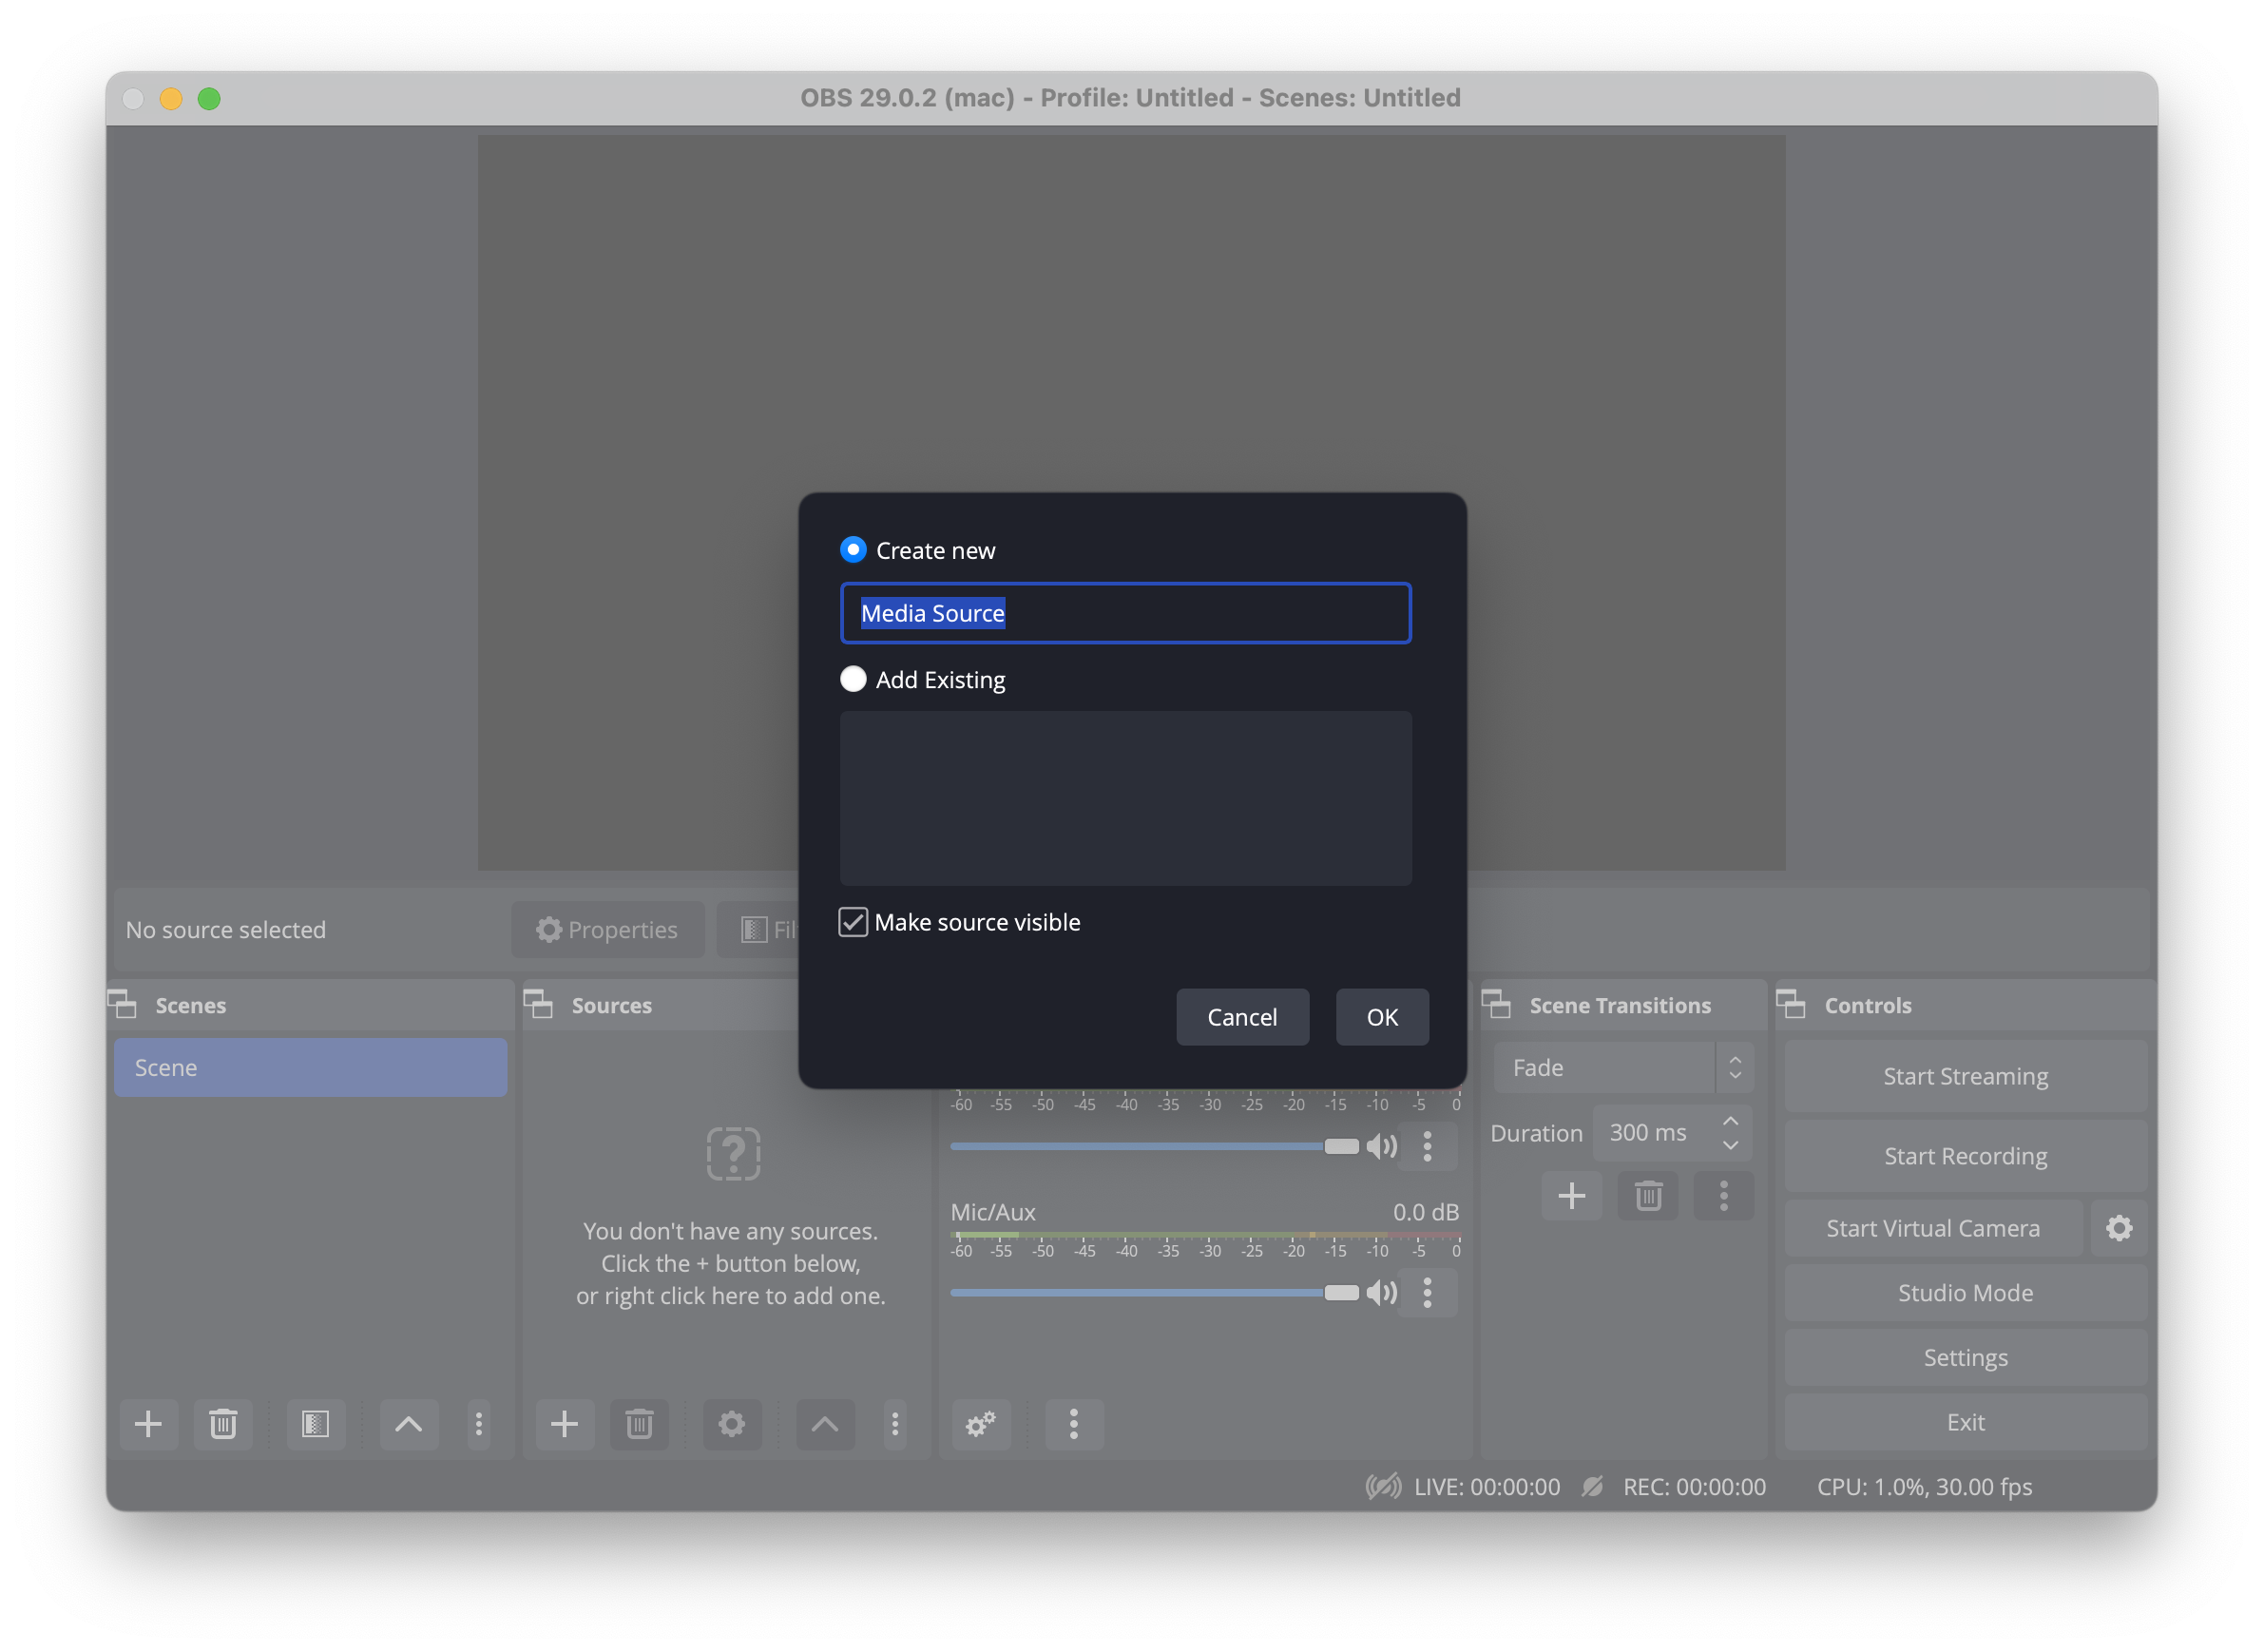 OBS 29.0.2 (mac) - Profile: Untitled - Scenes: Untitled
Create new
Media Source
Add Existing
Make source visible
Cancel
OK
No source selected
Properties
Fil
Scenes
Scene
Sources
You don't have any sources.
Click the + button below,
or right click here to add one.
-60 -55 -50 -45 -40 -35 -30 -25 -20 -15 -10 -5 0
Mic/Aux 0.0 dB
-60 -55 -50 -45 -40 -35 -30 -25 -20 -15 -10 -5 0
Scene Transitions
Fade
Duration 300 ms
Controls
Start Streaming
Start Recording
Start Virtual Camera
Studio Mode
Settings
Exit
LIVE: 00:00:00 REC: 00:00:00 CPU: 1.0%, 30.00 fps